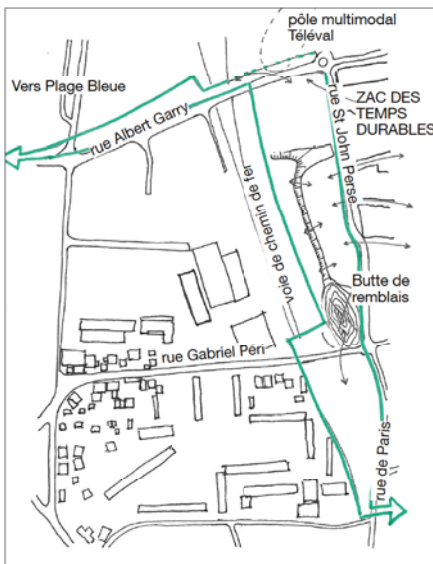 pôle multimodal
Téléval
Vers Plage Bleue
rue Albert Garry
rue St John Perse
ZAC DES
TEMPS
DURABLES
voie de chemin de fer
Butte de
remblais
rue Gabriel Péri
rue de Paris